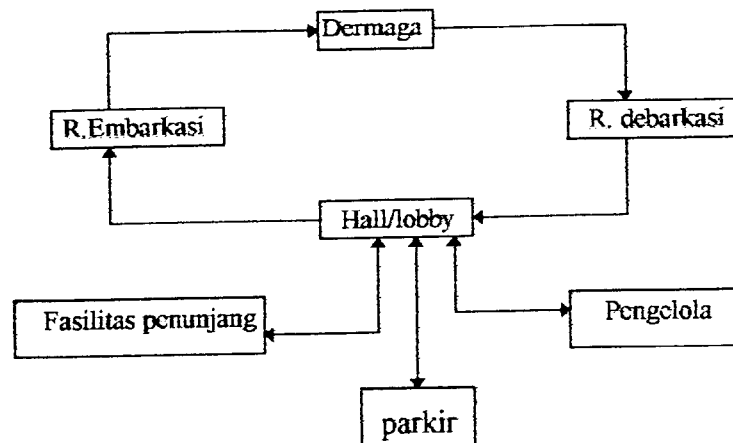 Dermaga
R.Embarkasi
R. debarkasi
Hall/lobby
Fasilitas penunjang
Pengelola
parkir